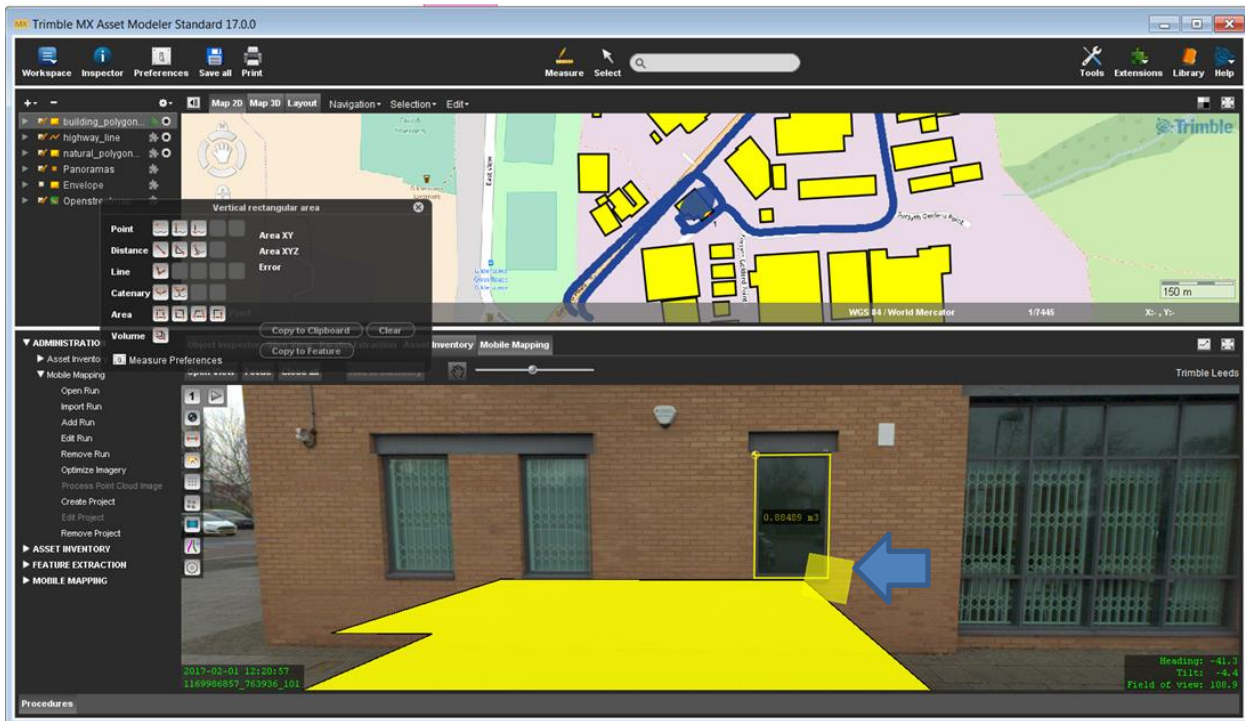 MX Trimble MX Asset Modeler Standard 17.0.0
Workspace Inspector Preferences Save all Print
Measure Select
Tools Extensions Library Help
Map 2D Map 3D Layout Navigation Selection Edit
building_polygon...
highway_line
natural_polygon...
Panoramas
Envelope
Trimble
Vertical rectangular area
Point
Distance
Line
Catenary
Area
Volume
Measure Preferences
Area XY
Area XYZ
Error
Copy to Clipboard Clear
Copy to Feature
1
150 m
WGS 84 / World Mercator 1/7445 X:- , Y:-
Inventory Mobile Mapping
Trimble Leeds
ADMINISTRATION
Asset Inventory
Mobile Mapping
Open Run
Import Run
Add Run
Edit Run
Remove Run
Optimize Imagery
Process Point Cloud Image
Create Project
Edit Project
Remove Project
ASSET INVENTORY
FEATURE EXTRACTION
MOBILE MAPPING
1
0.88489 m3
2017-02-01 12:20:57
1169986857_763936_101
Heading: -41.3
Tilt: -4.4
Field of view: 108.9
Procedures